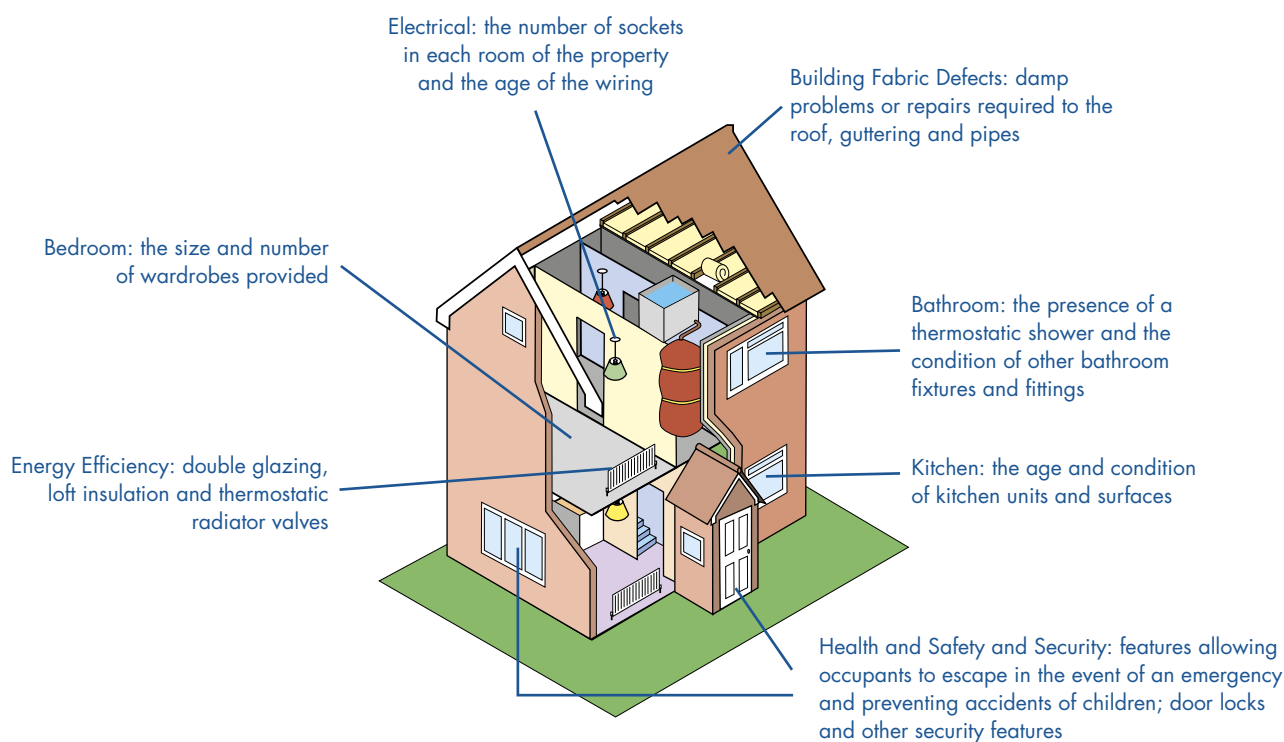 Electrical: the number of sockets
in each room of the property
and the age of the wiring
Building Fabric Defects: damp
problems or repairs required to the
roof, guttering and pipes
Bedroom: the size and number
of wardrobes provided
Bathroom: the presence of a
thermostatic shower and the
condition of other bathroom
fixtures and fittings
Energy Efficiency: double glazing,
loft insulation and thermostatic
radiator valves
Kitchen: the age and condition
of kitchen units and surfaces
Health and Safety and Security: features allowing
occupants to escape in the event of an emergency
and preventing accidents of children; door locks
and other security features